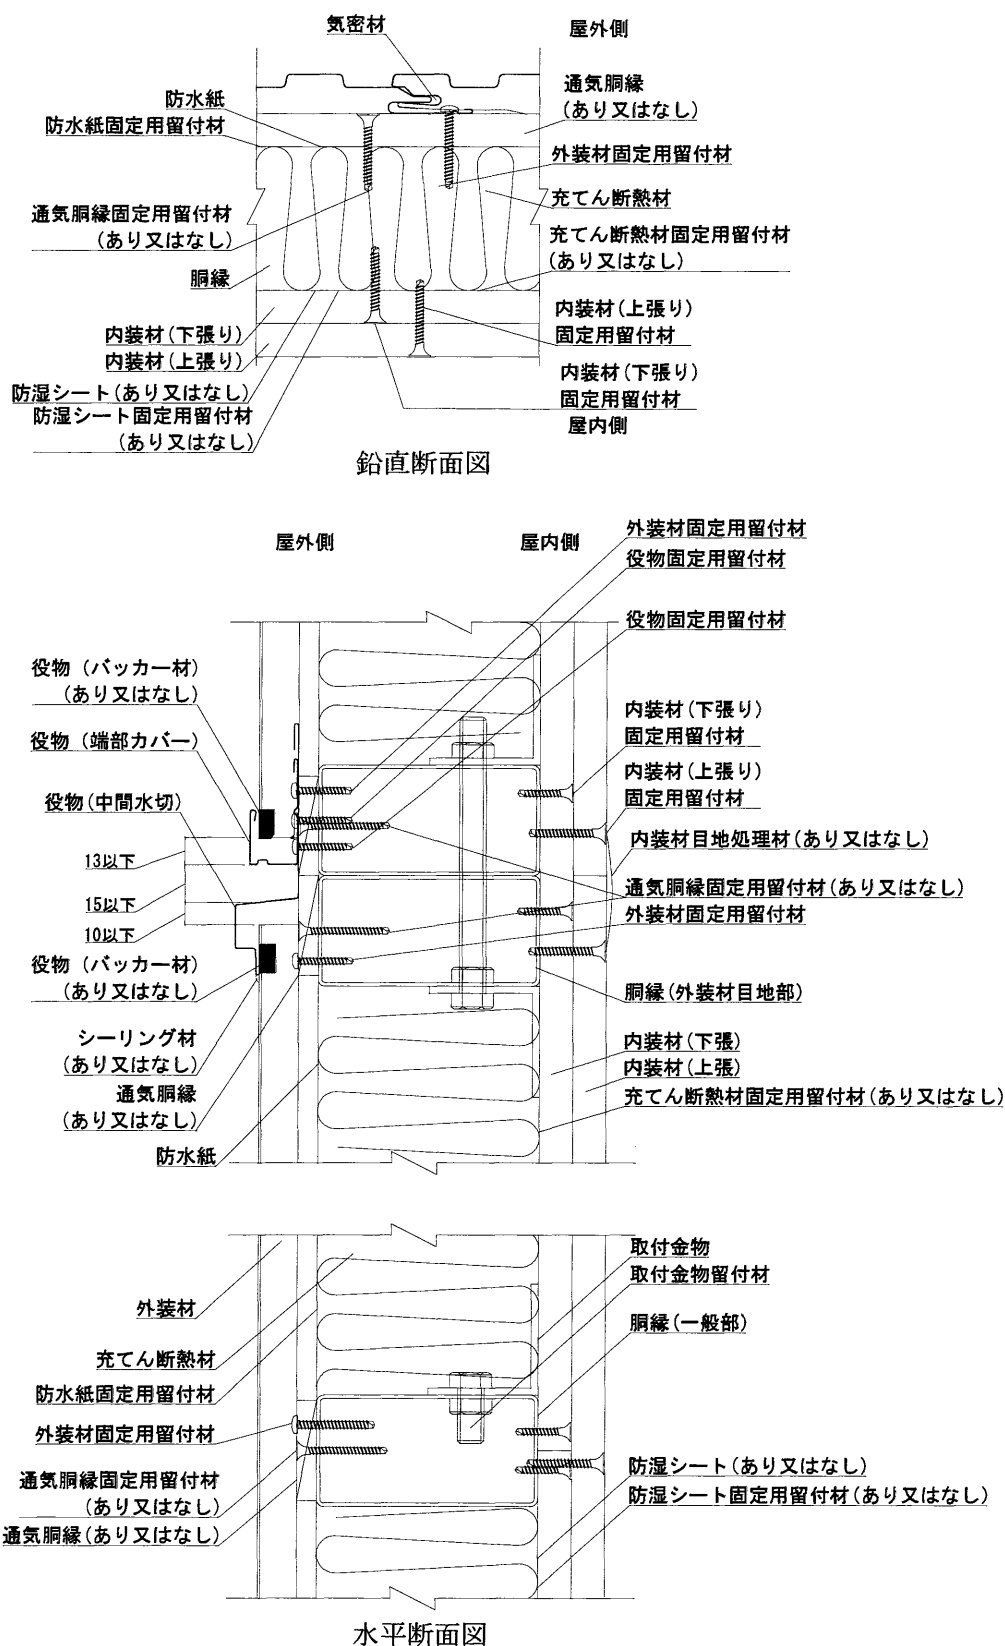 気密材
屋外側
通気胴縁
(あり又はなし)
防水紙
防水紙固定用留付材
外装材固定用留付材
充てん断熱材
通気胴縁固定用留付材
(あり又はなし)
充てん断熱材固定用留付材
(あり又はなし)
胴縁
内装材(上張り)
固定用留付材
内装材(下張り)
内装材(上張り)
内装材(下張り)
固定用留付材
防湿シート(あり又はなし)
防湿シート固定用留付材
(あり又はなし)
屋内側
鉛直断面図
屋外側
屋内側
外装材固定用留付材
役物固定用留付材
役物固定用留付材
役物（バッカー材）
(あり又はなし)
役物（端部カバー）
役物(中間水切)
13以下
15以下
10以下
役物（バッカー材）
(あり又はなし)
シーリング材
(あり又はなし)
通気胴縁
(あり又はなし)
防水紙
内装材(下張り)
固定用留付材
内装材(上張り)
固定用留付材
内装材目地処理材(あり又はなし)
通気胴縁固定用留付材(あり又はなし)
外装材固定用留付材
胴縁(外装材目地部)
内装材(下張)
内装材(上張)
充てん断熱材固定用留付材(あり又はなし)
外装材
充てん断熱材
防水紙固定用留付材
外装材固定用留付材
通気胴縁固定用留付材
(あり又はなし)
通気胴縁(あり又はなし)
取付金物
取付金物留付材
胴縁(一般部)
防湿シート(あり又はなし)
防湿シート固定用留付材(あり又はなし)
水平断面図